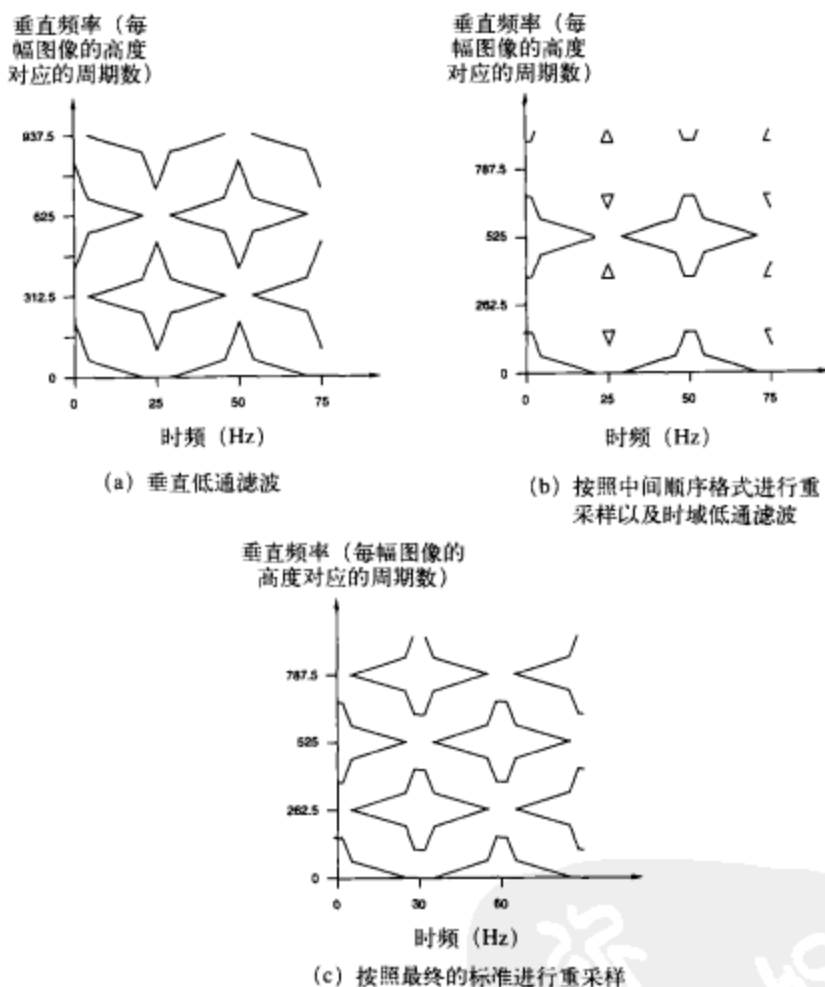 垂直频率（每
幅图像的高度
对应的周期数）
937.5
625
312.5
0
0 25 50 75
时频（Hz）
(a) 垂直低通滤波
垂直频率（每
幅图像的高度
对应的周期数）
787.5
525
262.5
0
0 25 50 75
时频（Hz）
(b) 按照中间顺序格式进行重
采样以及时域低通滤波
垂直频率（每幅图像的
高度对应的周期数）
787.5
525
262.5
0
0 30 60
时频（Hz）
(c) 按照最终的标准进行重采样